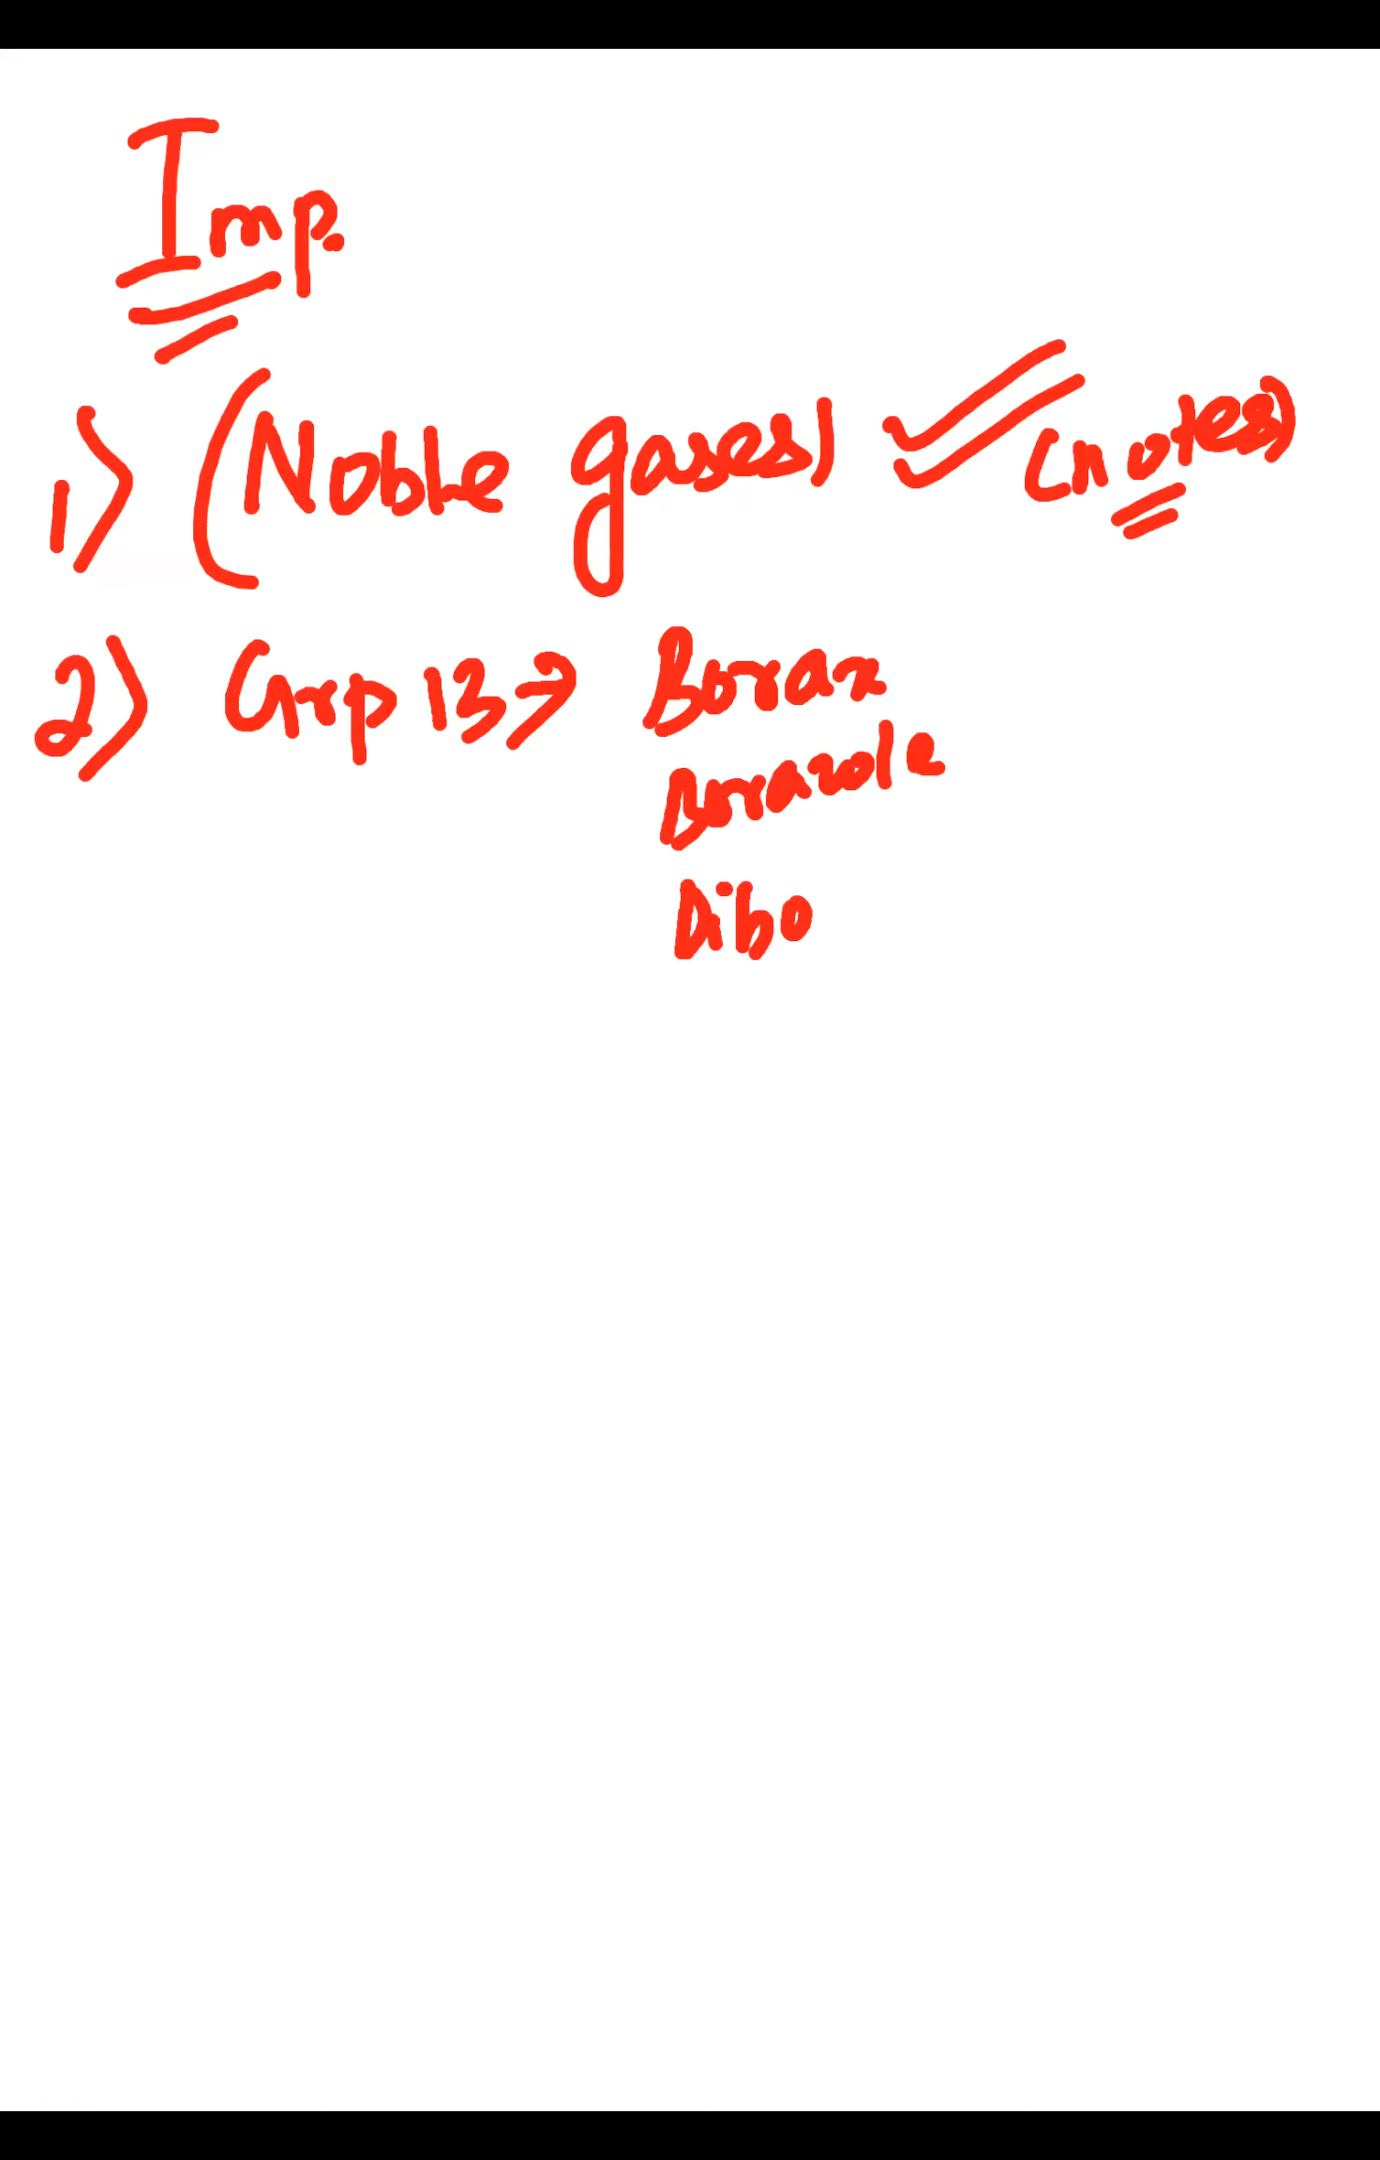 Imp.
1) (Noble gases) (notes)
2) Grp 13 → Borax
Borazole
Dibo